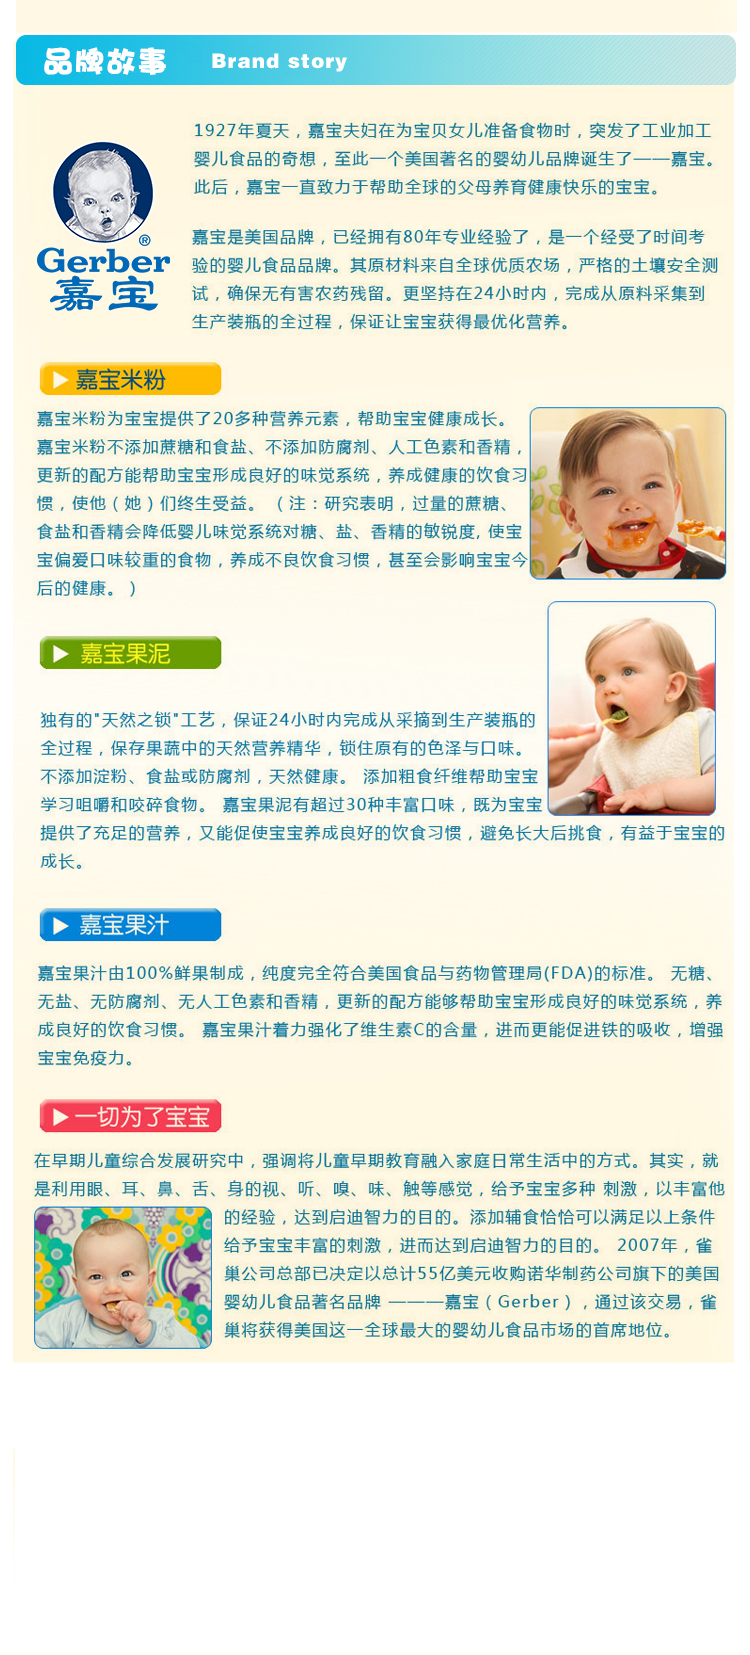 品牌故事 Brand story
1927年夏天，嘉宝夫妇在为宝贝女儿准备食物时，突发了工业加工
婴儿食品的奇想，至此一个美国著名的婴幼儿品牌诞生了——嘉宝。
此后，嘉宝一直致力于帮助全球的父母养育健康快乐的宝宝。
®
Gerber
嘉宝
嘉宝是美国品牌，已经拥有80年专业经验了，是一个经受了时间考
验的婴儿食品品牌。其原材料来自全球优质农场，严格的土壤安全测
试，确保无有害农药残留。更坚持在24小时内，完成从原料采集到
生产装瓶的全过程，保证让宝宝获得最优化营养。
嘉宝米粉
嘉宝米粉为宝宝提供了20多种营养元素，帮助宝宝健康成长。
嘉宝米粉不添加蔗糖和食盐、不添加防腐剂、人工色素和香精，
更新的配方能帮助宝宝形成良好的味觉系统，养成健康的饮食习
惯，使他（她）们终生受益。 （注：研究表明，过量的蔗糖、
食盐和香精会降低婴儿味觉系统对糖、盐、香精的敏锐度, 使宝
宝偏爱口味较重的食物，养成不良饮食习惯，甚至会影响宝宝今
后的健康。 )
嘉宝果泥
独有的"天然之锁"工艺，保证24小时内完成从采摘到生产装瓶的
全过程，保存果蔬中的天然营养精华，锁住原有的色泽与口味。
不添加淀粉、食盐或防腐剂，天然健康。 添加粗食纤维帮助宝宝
学习咀嚼和咬碎食物。 嘉宝果泥有超过30种丰富口味，既为宝宝
提供了充足的营养，又能促使宝宝养成良好的饮食习惯，避免长大后挑食，有益于宝宝的
成长。
嘉宝果汁
嘉宝果汁由100%鲜果制成，纯度完全符合美国食品与药物管理局(FDA)的标准。 无糖、
无盐、无防腐剂、无人工色素和香精，更新的配方能够帮助宝宝形成良好的味觉系统，养
成良好的饮食习惯。 嘉宝果汁着力强化了维生素C的含量，进而更能促进铁的吸收，增强
宝宝免疫力。
一切为了宝宝
在早期儿童综合发展研究中，强调将儿童早期教育融入家庭日常生活中的方式。其实，就
是利用眼、耳、鼻、舌、身的视、听、嗅、味、触等感觉，给予宝宝多种 刺激，以丰富他
的经验，达到启迪智力的目的。添加辅食恰恰可以满足以上条件
给予宝宝丰富的刺激，进而达到启迪智力的目的。 2007年，雀
巢公司总部已决定以总计55亿美元收购诺华制药公司旗下的美国
婴幼儿食品著名品牌 ———嘉宝（Gerber），通过该交易，雀
巢将获得美国这一全球最大的婴幼儿食品市场的首席地位。